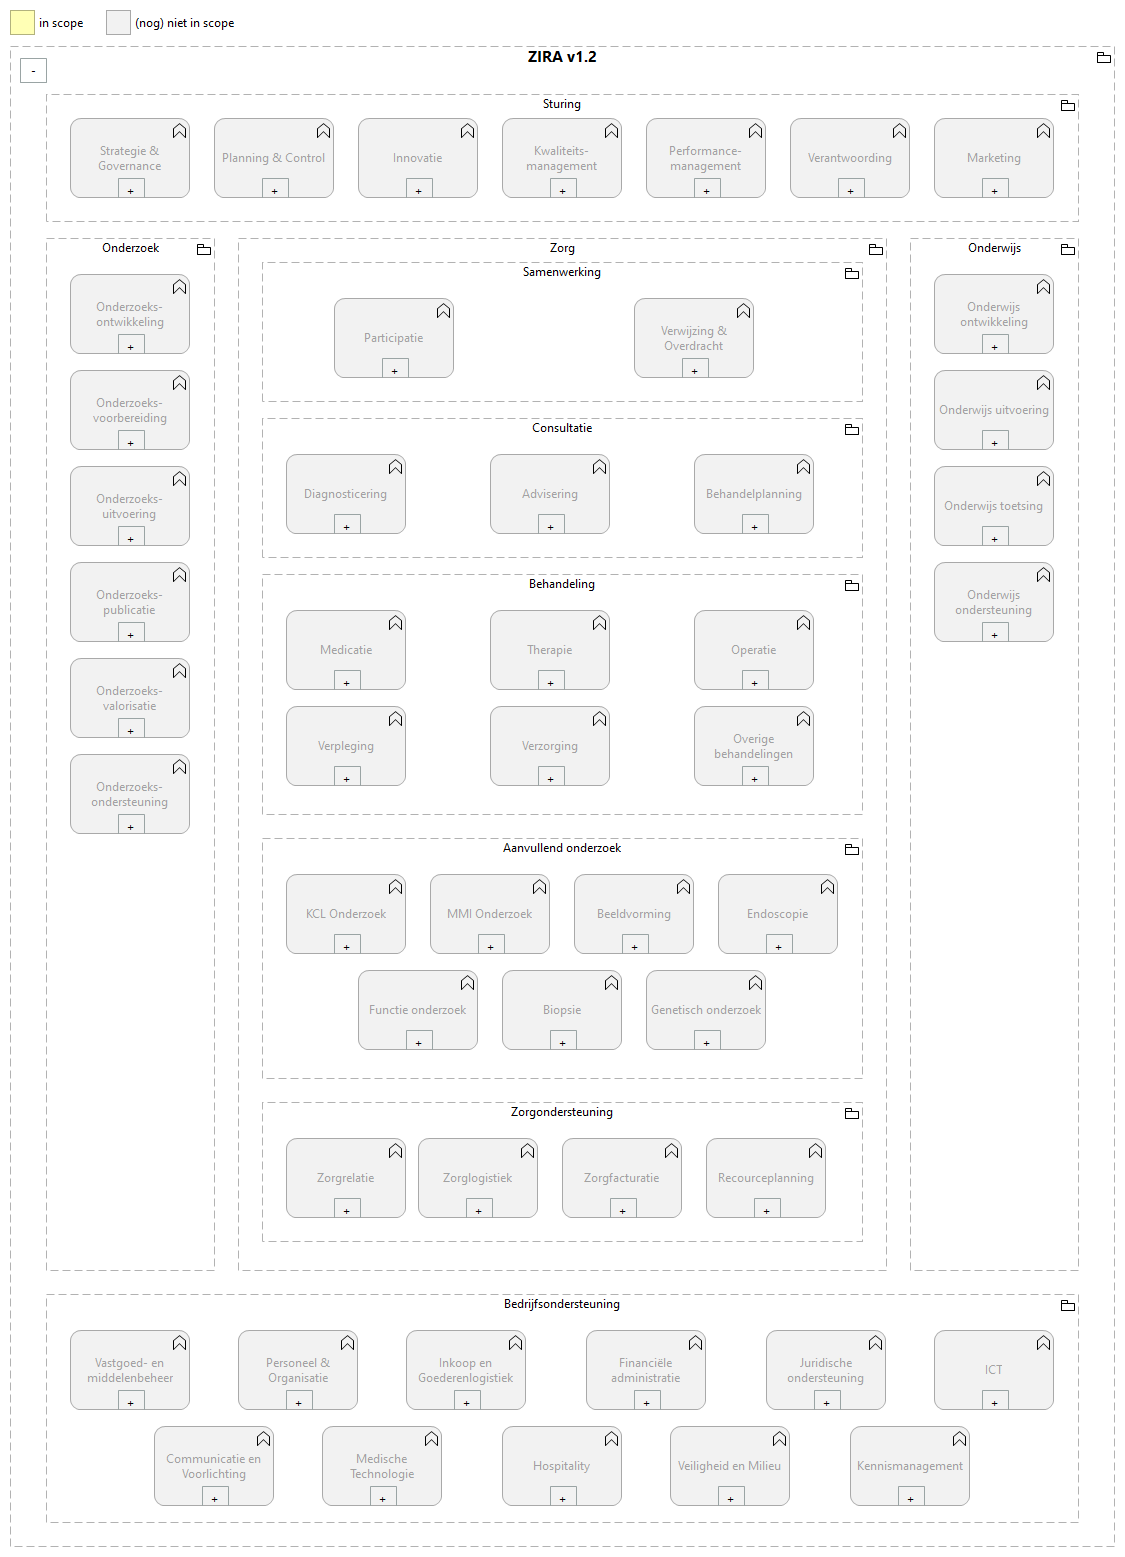 in scope
(nog) niet in scope
ZIRA v1.2
-
Sturing
Strategie &
Governance
+
Planning & Control
+
Innovatie
+
Kwaliteits-
management
+
Performance-
management
+
Verantwoording
+
Marketing
+
Onderzoek
Onderzoeks-
ontwikkeling
+
Onderzoeks-
voorbereiding
+
Onderzoeks-
uitvoering
+
Onderzoeks-
publicatie
+
Onderzoeks-
valorisatie
+
Onderzoeks-
ondersteuning
+
Zorg
Samenwerking
Participatie
+
Verwijzing &
Overdracht
+
Consultatie
Diagnosticering
+
Advisering
+
Behandelplanning
+
Behandeling
Medicatie
+
Therapie
+
Operatie
+
Verpleging
+
Verzorging
+
Overige
behandelingen
+
Aanvullend onderzoek
KCL Onderzoek
+
MMI Onderzoek
+
Beeldvorming
+
Endoscopie
+
Functie onderzoek
+
Biopsie
+
Genetisch onderzoek
+
Zorgondersteuning
Zorgrelatie
+
Zorglogistiek
+
Zorgfacturatie
+
Recourceplanning
+
Onderwijs
Onderwijs
ontwikkeling
+
Onderwijs uitvoering
+
Onderwijs toetsing
+
Onderwijs
ondersteuning
+
Bedrijfsondersteuning
Vastgoed- en
middelenbeheer
+
Personeel &
Organisatie
+
Inkoop en
Goederenlogistiek
+
Financiële
administratie
+
Juridische
ondersteuning
+
ICT
+
Communicatie en
Voorlichting
+
Medische
Technologie
+
Hospitality
+
Veiligheid en Milieu
+
Kennismanagement
+